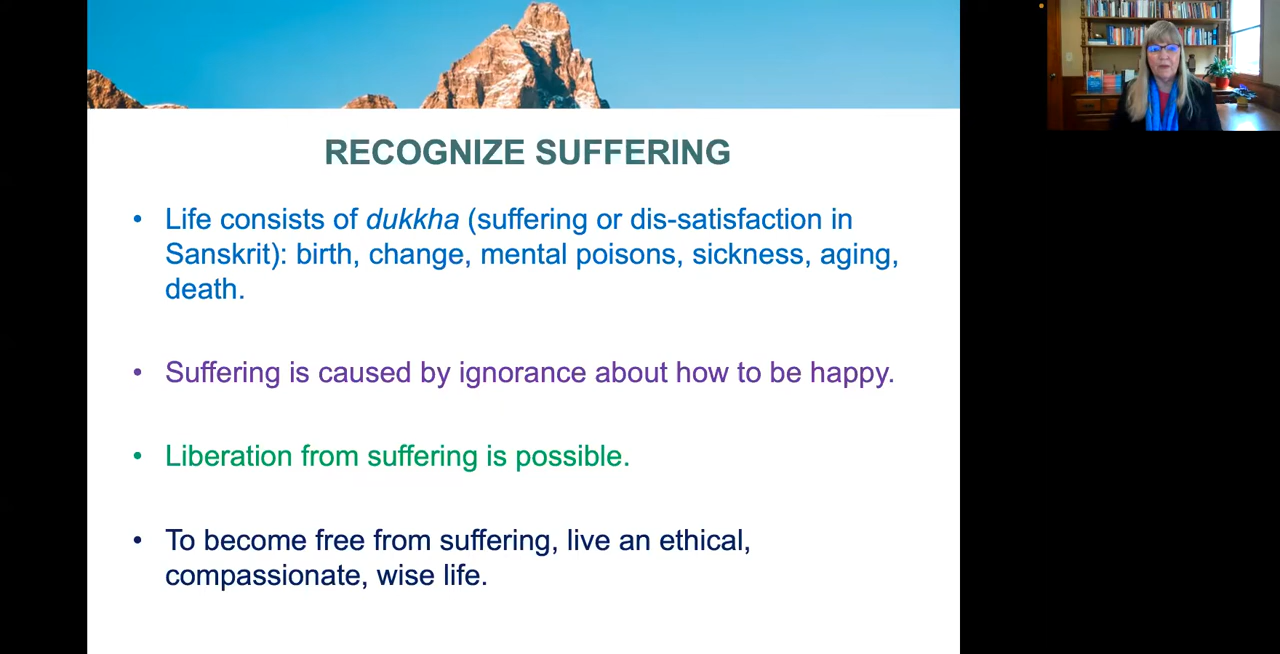 RECOGNIZE SUFFERING
• Life consists of dukkha (suffering or dis-satisfaction in
Sanskrit): birth, change, mental poisons, sickness, aging,
death.
• Suffering is caused by ignorance about how to be happy.
• Liberation from suffering is possible.
• To become free from suffering, live an ethical,
compassionate, wise life.